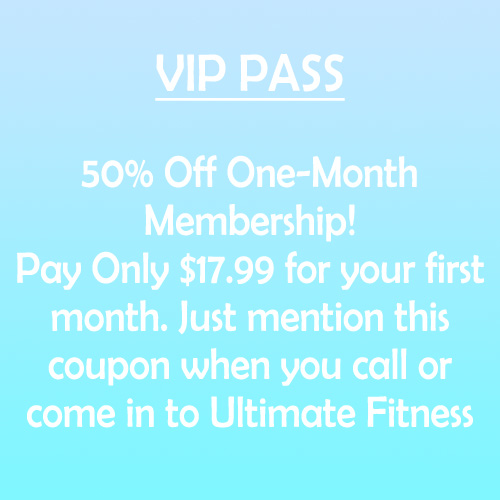 VIP PASS
50% Off One-Month
Membership!
Pay Only $17.99 for your first
month. Just mention this
coupon when you call or
come in to Ultimate Fitness